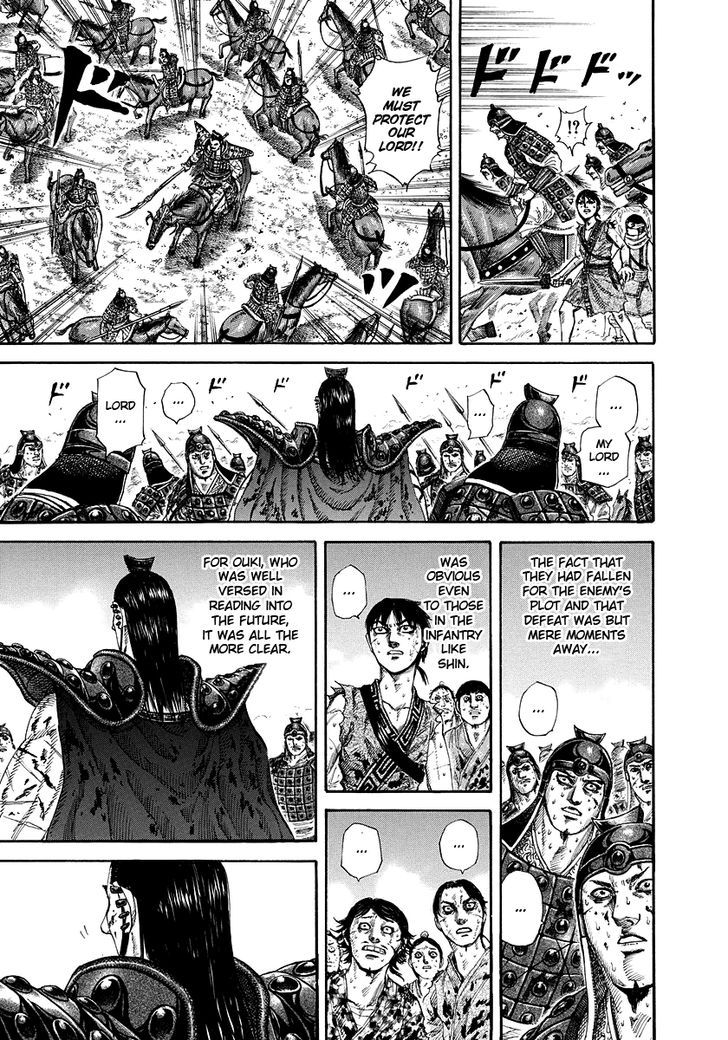 ドドドッ
!?
WE
MUST
PROTECT
OUR
LORD!!
ド
ッ
ド
ド
...
MY
LORD
...
...
ド
ド
...
LORD
...
THE FACT THAT
THEY HAD FALLEN
FOR THE ENEMY'S
PLOT AND THAT
DEFEAT WAS BUT
MERE MOMENTS
AWAY...
...
...
WAS
OBVIOUS
EVEN
TO THOSE
IN THE
INFANTRY
LIKE
SHIN.
...
...
...
FOR OUKI, WHO
WAS WELL
VERSED IN
READING INTO
THE FUTURE,
IT WAS ALL THE
MORE CLEAR.